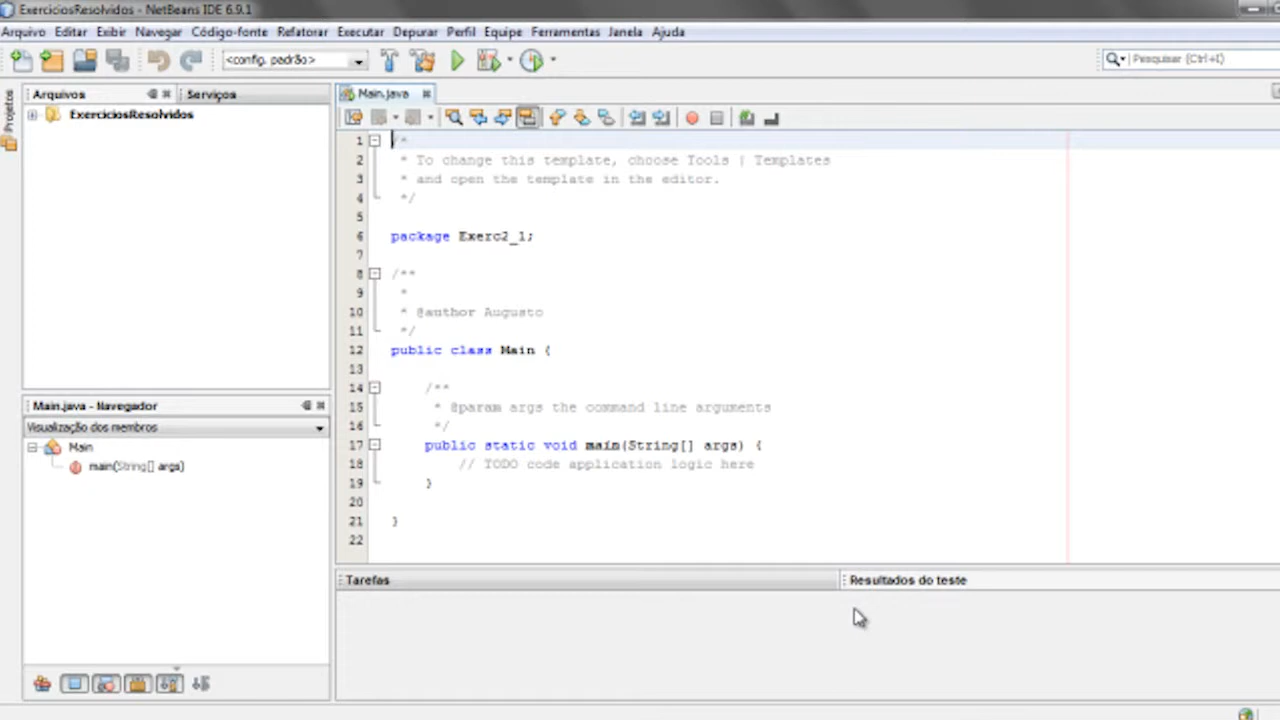 ExerciciosResolvidos - NetBeans IDE 6.9.1
Arquivo Editar Exibir Navegar Código-fonte Refatorar Executar Depurar Perfil Equipe Ferramentas Janela Ajuda
<config. padrão>
Pesquisar (Ctrl+I)
Projetos
Arquivos
Serviços
ExerciciosResolvidos
Main.java
1 /*
2 * To change this template, choose Tools | Templates
3 * and open the template in the editor.
4 */
5
6 package Exerc2_1;
7
8 /**
9 *
10 * @author Augusto
11 */
12 public class Main {
13
14 /**
15 * @param args the command line arguments
16 */
17 public static void main(String[] args) {
18 // TODO code application logic here
19 }
20
21 }
22
Main.java - Navegador
Visualização dos membros
Main
main(String[] args)
Tarefas
Resultados do teste